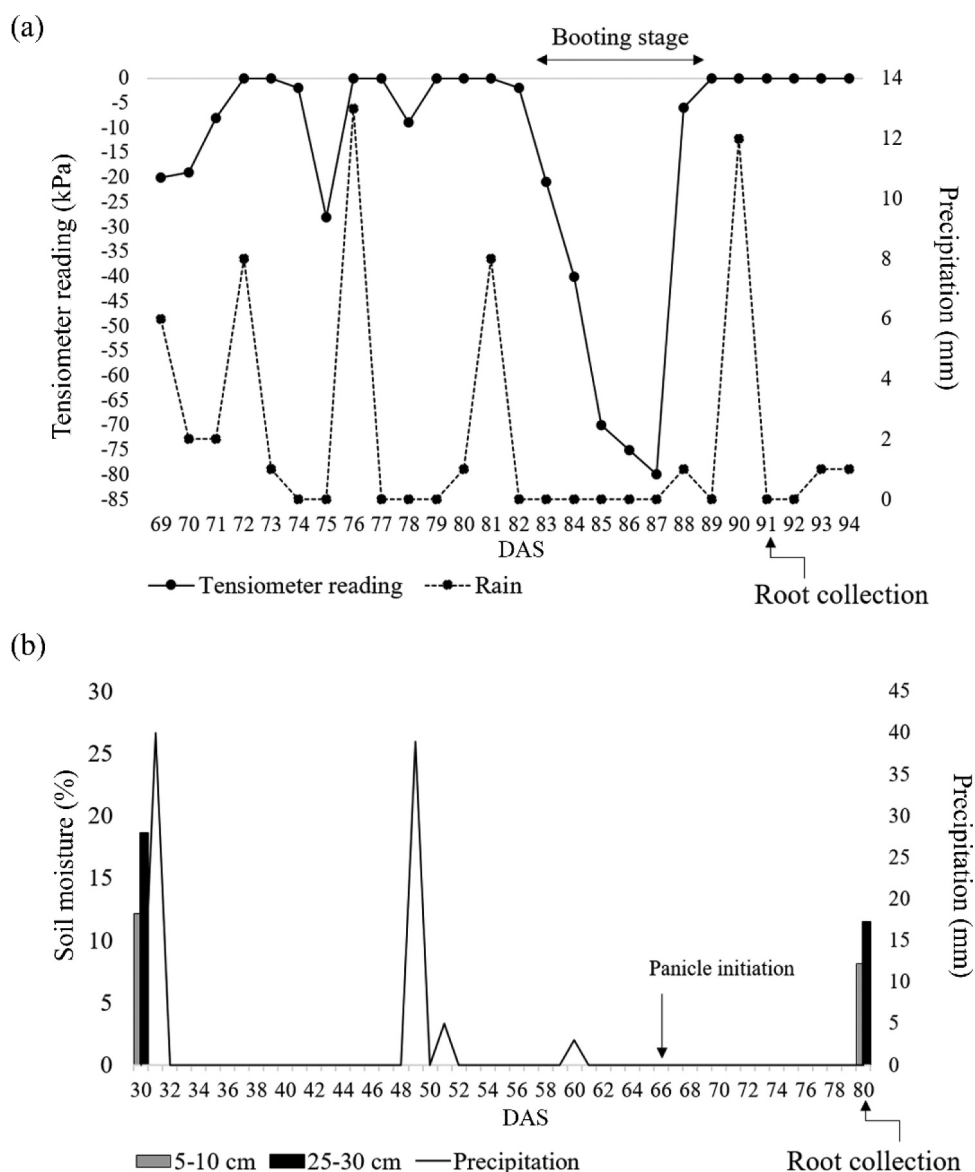 (a)
Booting stage
0
-5
-10
-15
-20
-25
-30
-35
-40
-45
-50
-55
-60
-65
-70
-75
-80
-85
Tensiometer reading (kPa)
14
12
10
8
6
4
2
0
Precipitation (mm)
69 70 71 72 73 74 75 76 77 78 79 80 81 82 83 84 85 86 87 88 89 90 91 92 93 94
DAS
Tensiometer reading Rain
Root collection
(b)
30
25
20
15
10
5
0
Soil moisture (%)
45
40
35
30
25
20
15
10
5
0
Precipitation (mm)
Panicle initiation
30 32 34 36 38 40 42 44 46 48 50 52 54 56 58 60 62 64 66 68 70 72 74 76 78 80
DAS
5-10 cm 25-30 cm Precipitation
Root collection